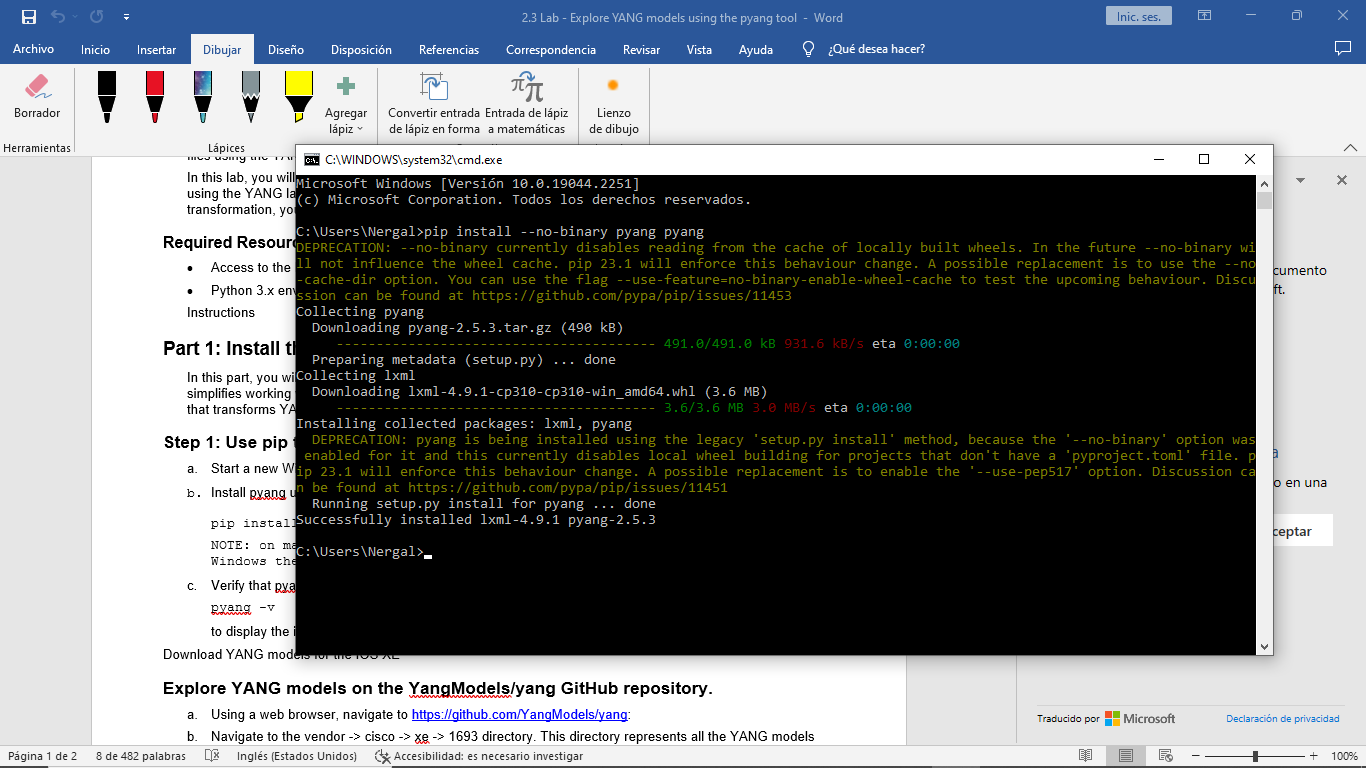 2.3 Lab - Explore YANG models using the pyang tool - Word
Inic. ses.
Archivo Inicio Insertar Dibujar Diseño Disposición Referencias Correspondencia Revisar Vista Ayuda ¿Qué desea hacer?
Borrador
Agregar lápiz
Convertir entrada de lápiz en forma
Entrada de lápiz a matemáticas
Lienzo de dibujo
Herramientas
Lápices
In this lab, you will
using the YANG la
transformation, yo
Required Resour
• Access to the
• Python 3.x en
Instructions
Part 1: Install t
In this part, you wi
simplifies working
that transforms YA
Step 1: Use pip
a. Start a new W
b. Install pyang u
pip instal
NOTE: on ma
Windows the
c. Verify that pya
pyang -v
to display the i
Download YANG models for the IOS XE
Explore YANG models on the YangModels/yang GitHub repository.
a. Using a web browser, navigate to https://github.com/YangModels/yang:
b. Navigate to the vendor -> cisco -> xe -> 1693 directory. This directory represents all the YANG models
C:\WINDOWS\system32\cmd.exe
Microsoft Windows [Versión 10.0.19044.2251]
(c) Microsoft Corporation. Todos los derechos reservados.
C:\Users\Nergal>pip install --no-binary pyang pyang
DEPRECATION: --no-binary currently disables reading from the cache of locally built wheels. In the future --no-binary wi
ll not influence the wheel cache. pip 23.1 will enforce this behaviour change. A possible replacement is to use the --no
-cache-dir option. You can use the flag --use-feature=no-binary-enable-wheel-cache to test the upcoming behaviour. Discu
ssion can be found at https://github.com/pypa/pip/issues/11453
Collecting pyang
Downloading pyang-2.5.3.tar.gz (490 kB)
---------------------------------------- 491.0/491.0 kB 931.6 kB/s eta 0:00:00
Preparing metadata (setup.py) ... done
Collecting lxml
Downloading lxml-4.9.1-cp310-cp310-win_amd64.whl (3.6 MB)
---------------------------------------- 3.6/3.6 MB 3.0 MB/s eta 0:00:00
Installing collected packages: lxml, pyang
DEPRECATION: pyang is being installed using the legacy 'setup.py install' method, because the '--no-binary' option was
enabled for it and this currently disables local wheel building for projects that don't have a 'pyproject.toml' file. p
ip 23.1 will enforce this behaviour change. A possible replacement is to enable the '--use-pep517' option. Discussion ca
n be found at https://github.com/pypa/pip/issues/11451
Running setup.py install for pyang ... done
Successfully installed lxml-4.9.1 pyang-2.5.3
C:\Users\Nergal>
cumento
ft.
a
o en una
ceptar
Traducido por Microsoft
Declaración de privacidad
Página 1 de 2 8 de 482 palabras Inglés (Estados Unidos) Accesibilidad: es necesario investigar 100%